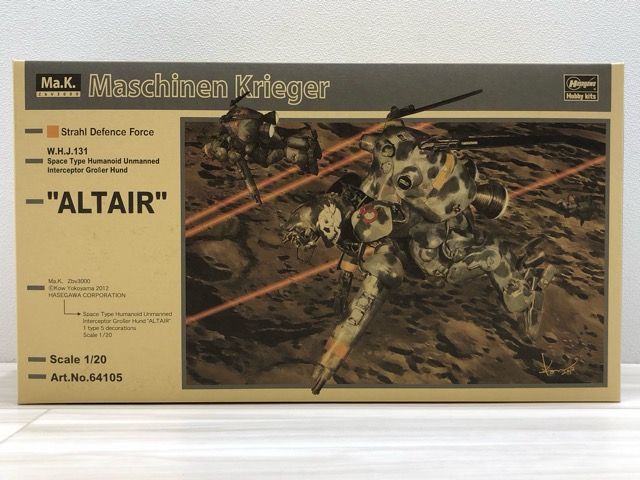 Ma.K.
ZBV3000
Maschinen Krieger
Hasegawa
Hobby kits
Strahl Defence Force
W.H.J.131
Space Type Humanoid Unmanned
Interceptor Großer Hund
"ALTAIR"
Ma.K. Zbv3000
©Kow Yokoyama 2012
HASEGAWA CORPORATION
Space Type Humanoid Unmanned
Interceptor Großer Hund "ALTAIR"
1 type 5 decorations
Scale 1/20
Scale 1/20
Art.No.64105